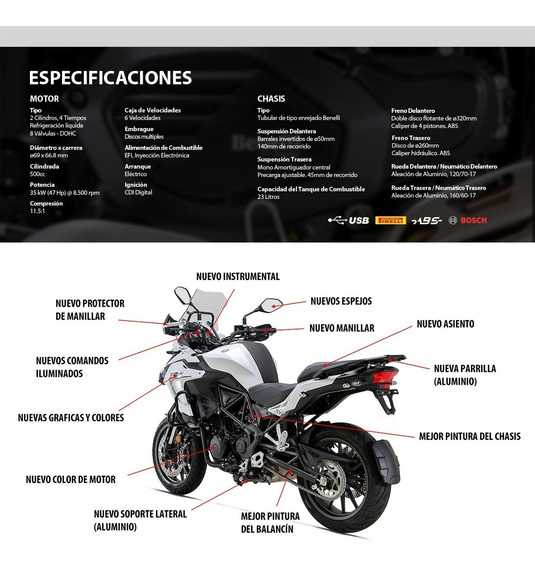 ESPECIFICACIONES
MOTOR
Tipo
2 Cilindros, 4 Tiempos
Refrigeración liquida
8 Válvulas - DOHC
Diámetro x carrera
ø69 x 66.8 mm
Cilindrada
500cc
Potencia
35 kW (47 Hp) @ 8.500 rpm
Compresión
11.5:1
Caja de Velocidades
6 Velocidades
Embrague
Discos multiples
Alimentación de Combustible
EFI, Inyección Electrónica
Arranque
Eléctrico
Ignición
CDI Digital
CHASIS
Tipo
Tubular de tipo enrejado Benelli
Suspensión Delantera
Barrales invertidos de ø50mm
140mm de recorrido
Suspensión Trasera
Mono Amortiguador central
Precarga ajustable. 45mm de recorrido
Capacidad del Tanque de Combustible
23 Litros
Freno Delantero
Doble disco flotante de ø320mm
Caliper de 4 pistones. ABS
Freno Trasero
Disco de ø260mm
Caliper hidráulico. ABS
Rueda Delantera / Neumático Delantero
Aleación de Aluminio, 120/70-17
Rueda Trasera / Neumático Trasero
Aleación de Aluminio, 160/60-17
USB
PIRELLI
ABS
BOSCH
NUEVO INSTRUMENTAL
NUEVO PROTECTOR
DE MANILLAR
NUEVOS ESPEJOS
NUEVO MANILLAR
NUEVO ASIENTO
NUEVOS COMANDOS
ILUMINADOS
NUEVA PARRILLA
(ALUMINIO)
NUEVAS GRAFICAS Y COLORES
MEJOR PINTURA DEL CHASIS
NUEVO COLOR DE MOTOR
NUEVO SOPORTE LATERAL
(ALUMINIO)
MEJOR PINTURA
DEL BALANCÍN